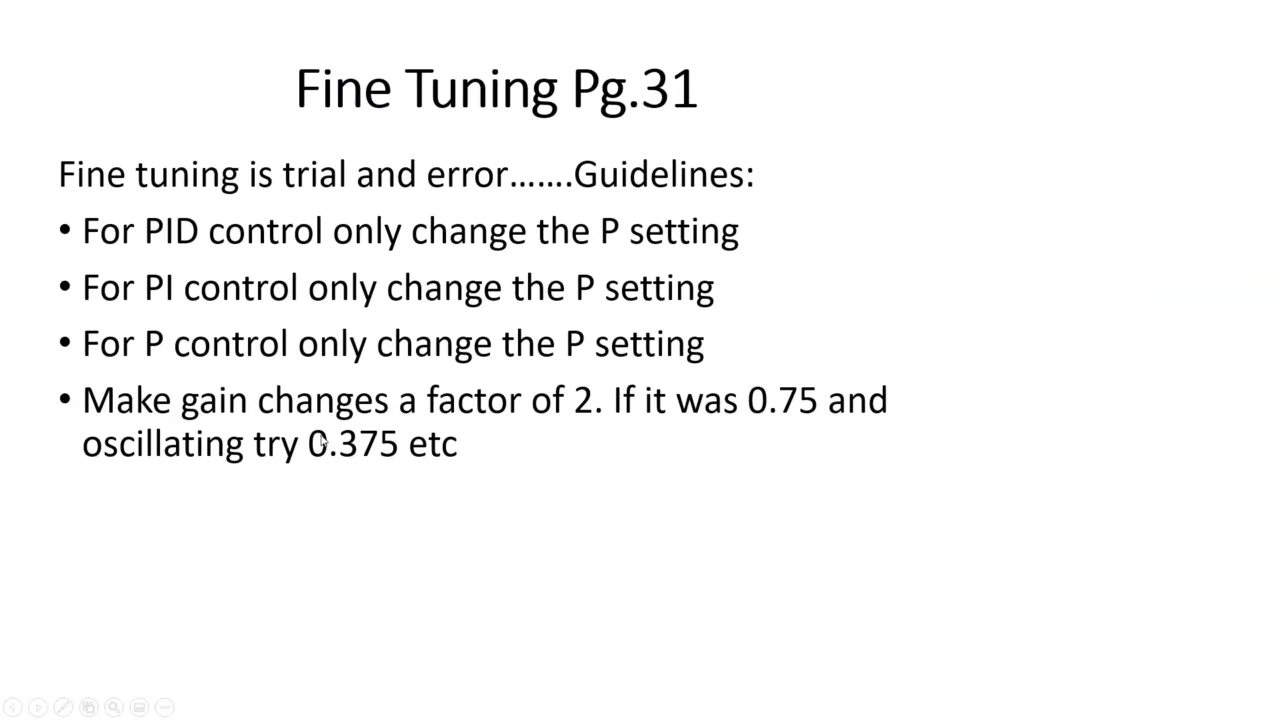 Fine Tuning Pg.31
Fine tuning is trial and error…….Guidelines:
• For PID control only change the P setting
• For PI control only change the P setting
• For P control only change the P setting
• Make gain changes a factor of 2. If it was 0.75 and
oscillating try 0.375 etc